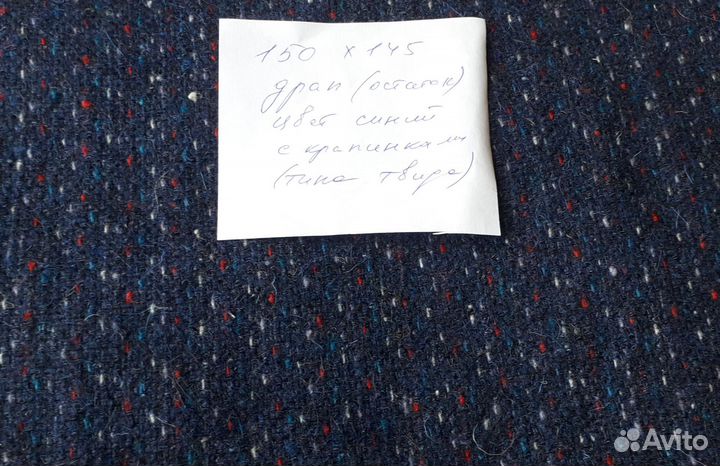 150 x 145
драп (остаток)
цвет синий
с крапинками
(типа твида)
Avito